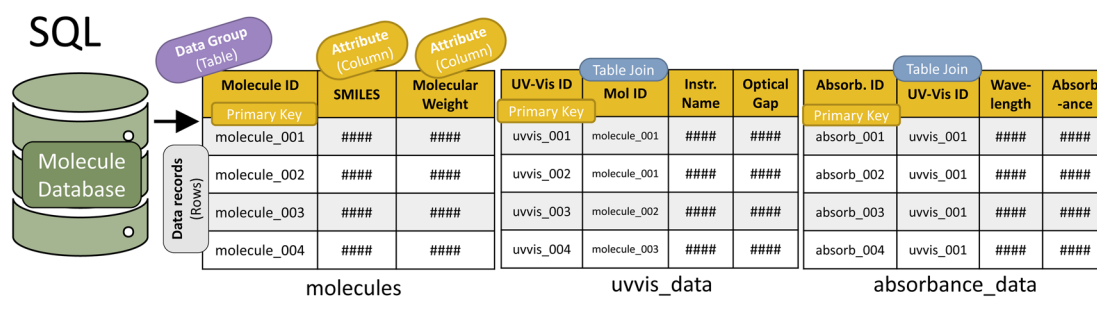 SQL
Molecule
Database
Data Group
(Table)
Attribute
(Column)
Attribute
(Column)
Data records
(Rows)
Molecule ID SMILES Molecular
Weight
Primary Key
molecule_001 #### ####
molecule_002 #### ####
molecule_003 #### ####
molecule_004 #### ####
molecules
Table Join
UV-Vis ID Mol ID Instr.
Name Optical
Gap
Primary Key
uvvis_001 molecule_001 #### ####
uvvis_002 molecule_001 #### ####
uvvis_003 molecule_002 #### ####
uvvis_004 molecule_003 #### ####
uvvis_data
Table Join
Absorb. ID UV-Vis ID Wave-
length Absorb
-ance
Primary Key
absorb_001 uvvis_001 #### ####
absorb_002 uvvis_001 #### ####
absorb_003 uvvis_001 #### ####
absorb_004 uvvis_001 #### ####
absorbance_data